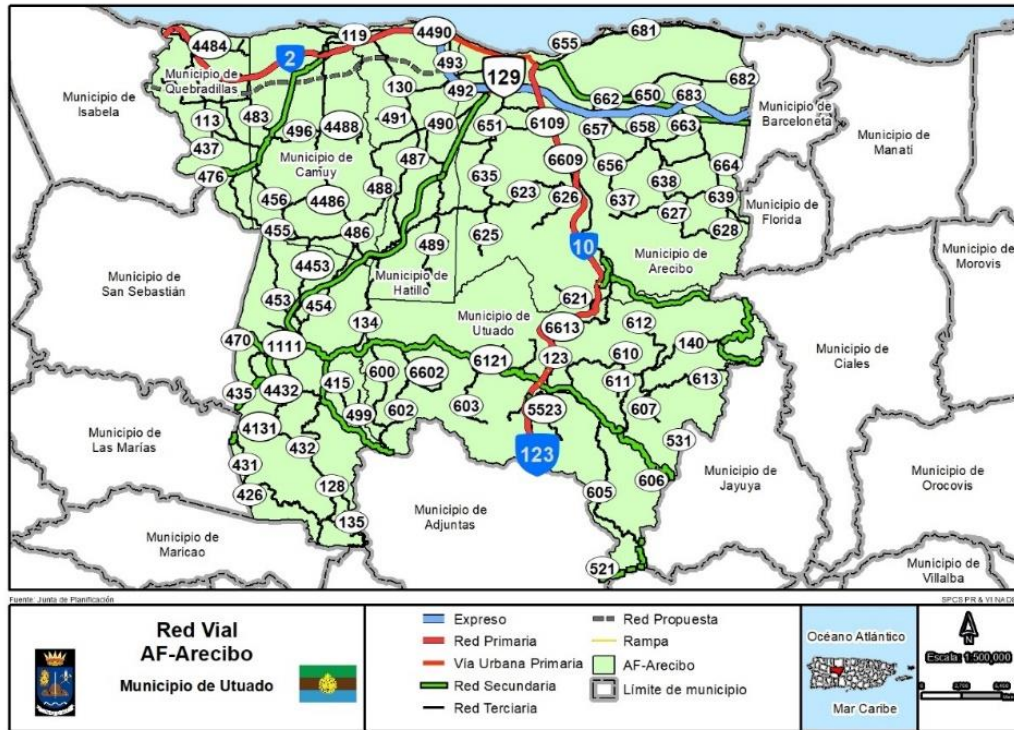 119
4490
655
681
4484
2
493
129
682
Municipio de
Quebradillas
130
492
662
650
683
Municipio de
Isabela
Municipio de
Barceloneta
113
483
496
4488
491
490
651
6109
657
658
663
Municipio de
Manatí
437
Municipio de
Camuy
487
6609
656
664
476
635
638
456
4486
488
623
626
637
639
Municipio de
Florida
627
455
486
489
625
628
10
4453
Municipio de
Hatillo
Municipio de
Arecibo
Municipio de
Morovis
Municipio de
San Sebastián
453
454
621
134
Municipio de
Utuado
612
470
1111
6613
140
Municipio de
Ciales
600
6602
6121
123
610
435
4432
415
611
613
499
602
603
5523
607
4131
Municipio de
Las Marías
432
123
531
431
Municipio de
Orocovis
426
128
605
606
Municipio de
Jayuya
135
Municipio de
Adjuntas
Municipio de
Maricao
521
Municipio de
Villalba
Fuente: Junta de Planificación
Red Vial
AF-Arecibo
Municipio de Utuado
Expreso
Red Primaria
Vía Urbana Primaria
Red Secundaria
Red Terciaria
Red Propuesta
Rampa
AF-Arecibo
Límite de municipio
Océano Atlántico
Mar Caribe
N
Escala: 1:500,000